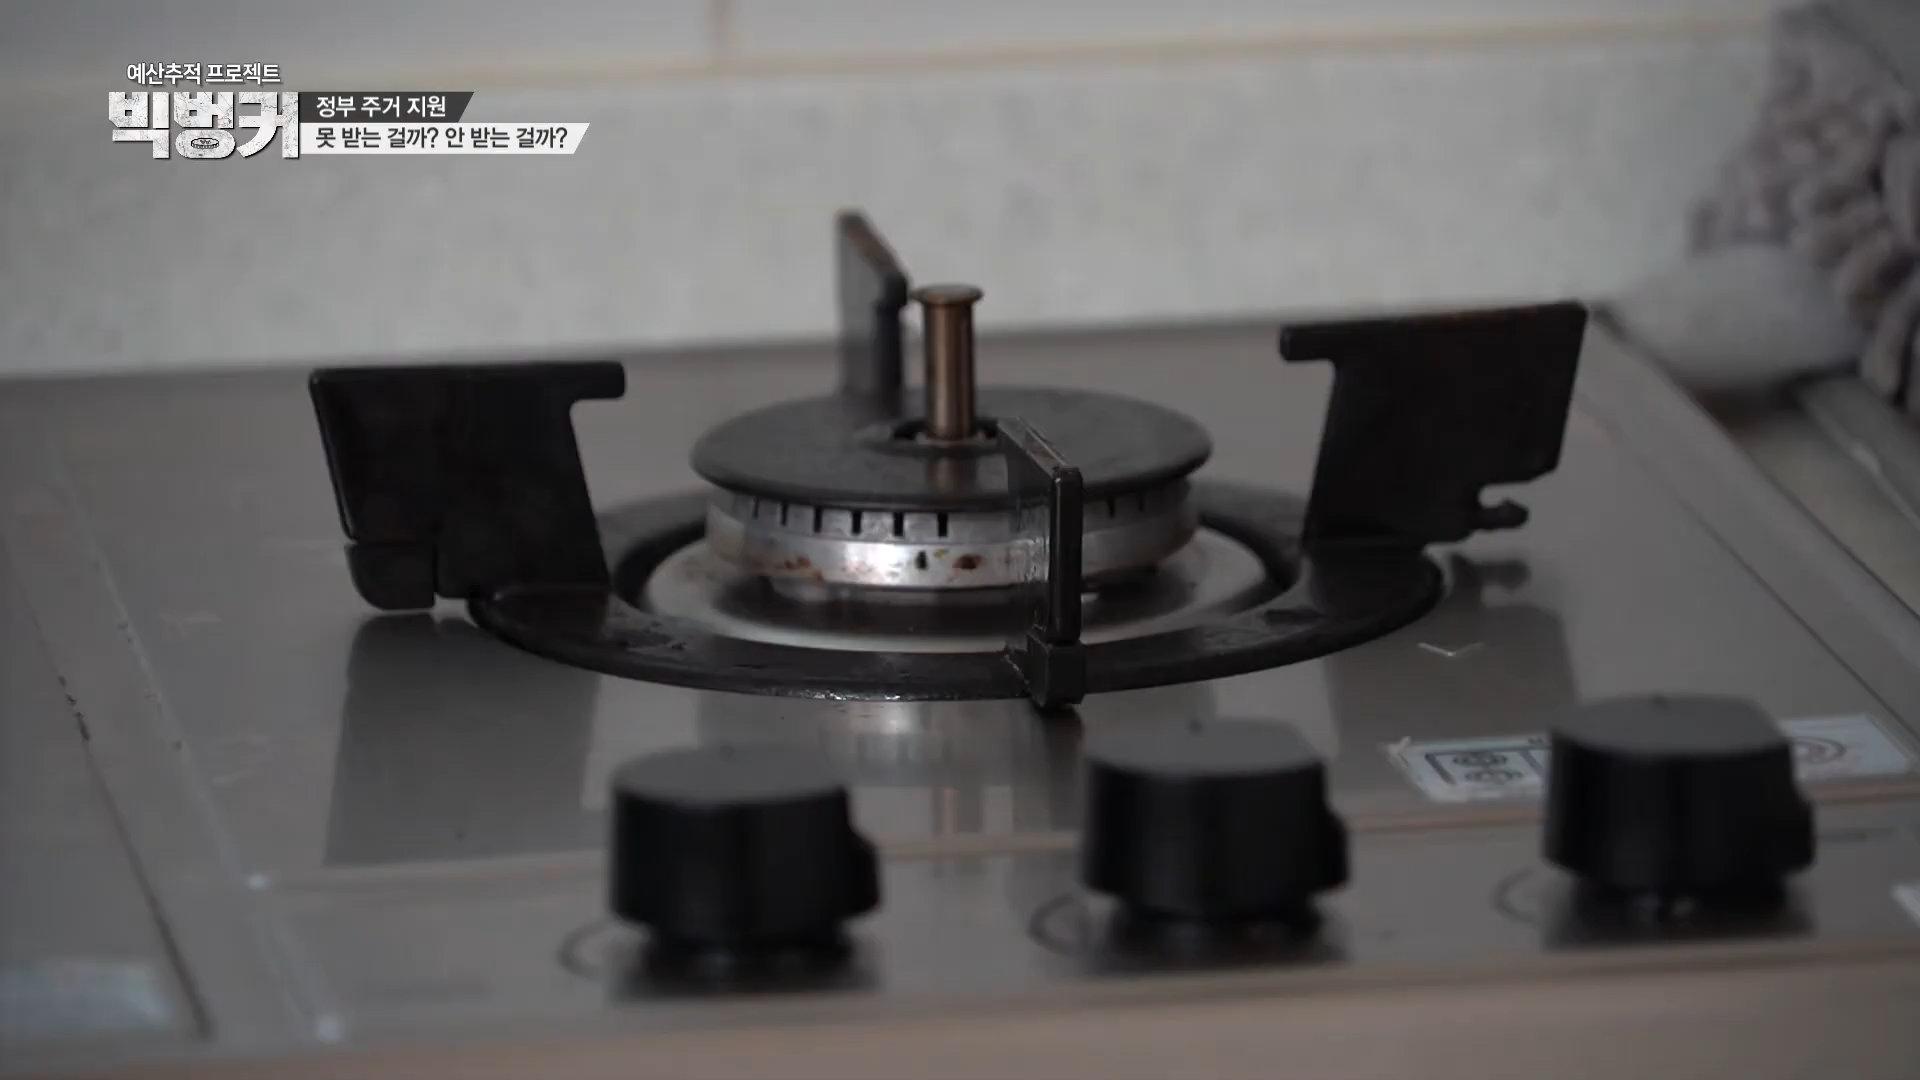 예산추적 프로젝트
빅벙커
정부 주거 지원
못 받는 걸까? 안 받는 걸까?